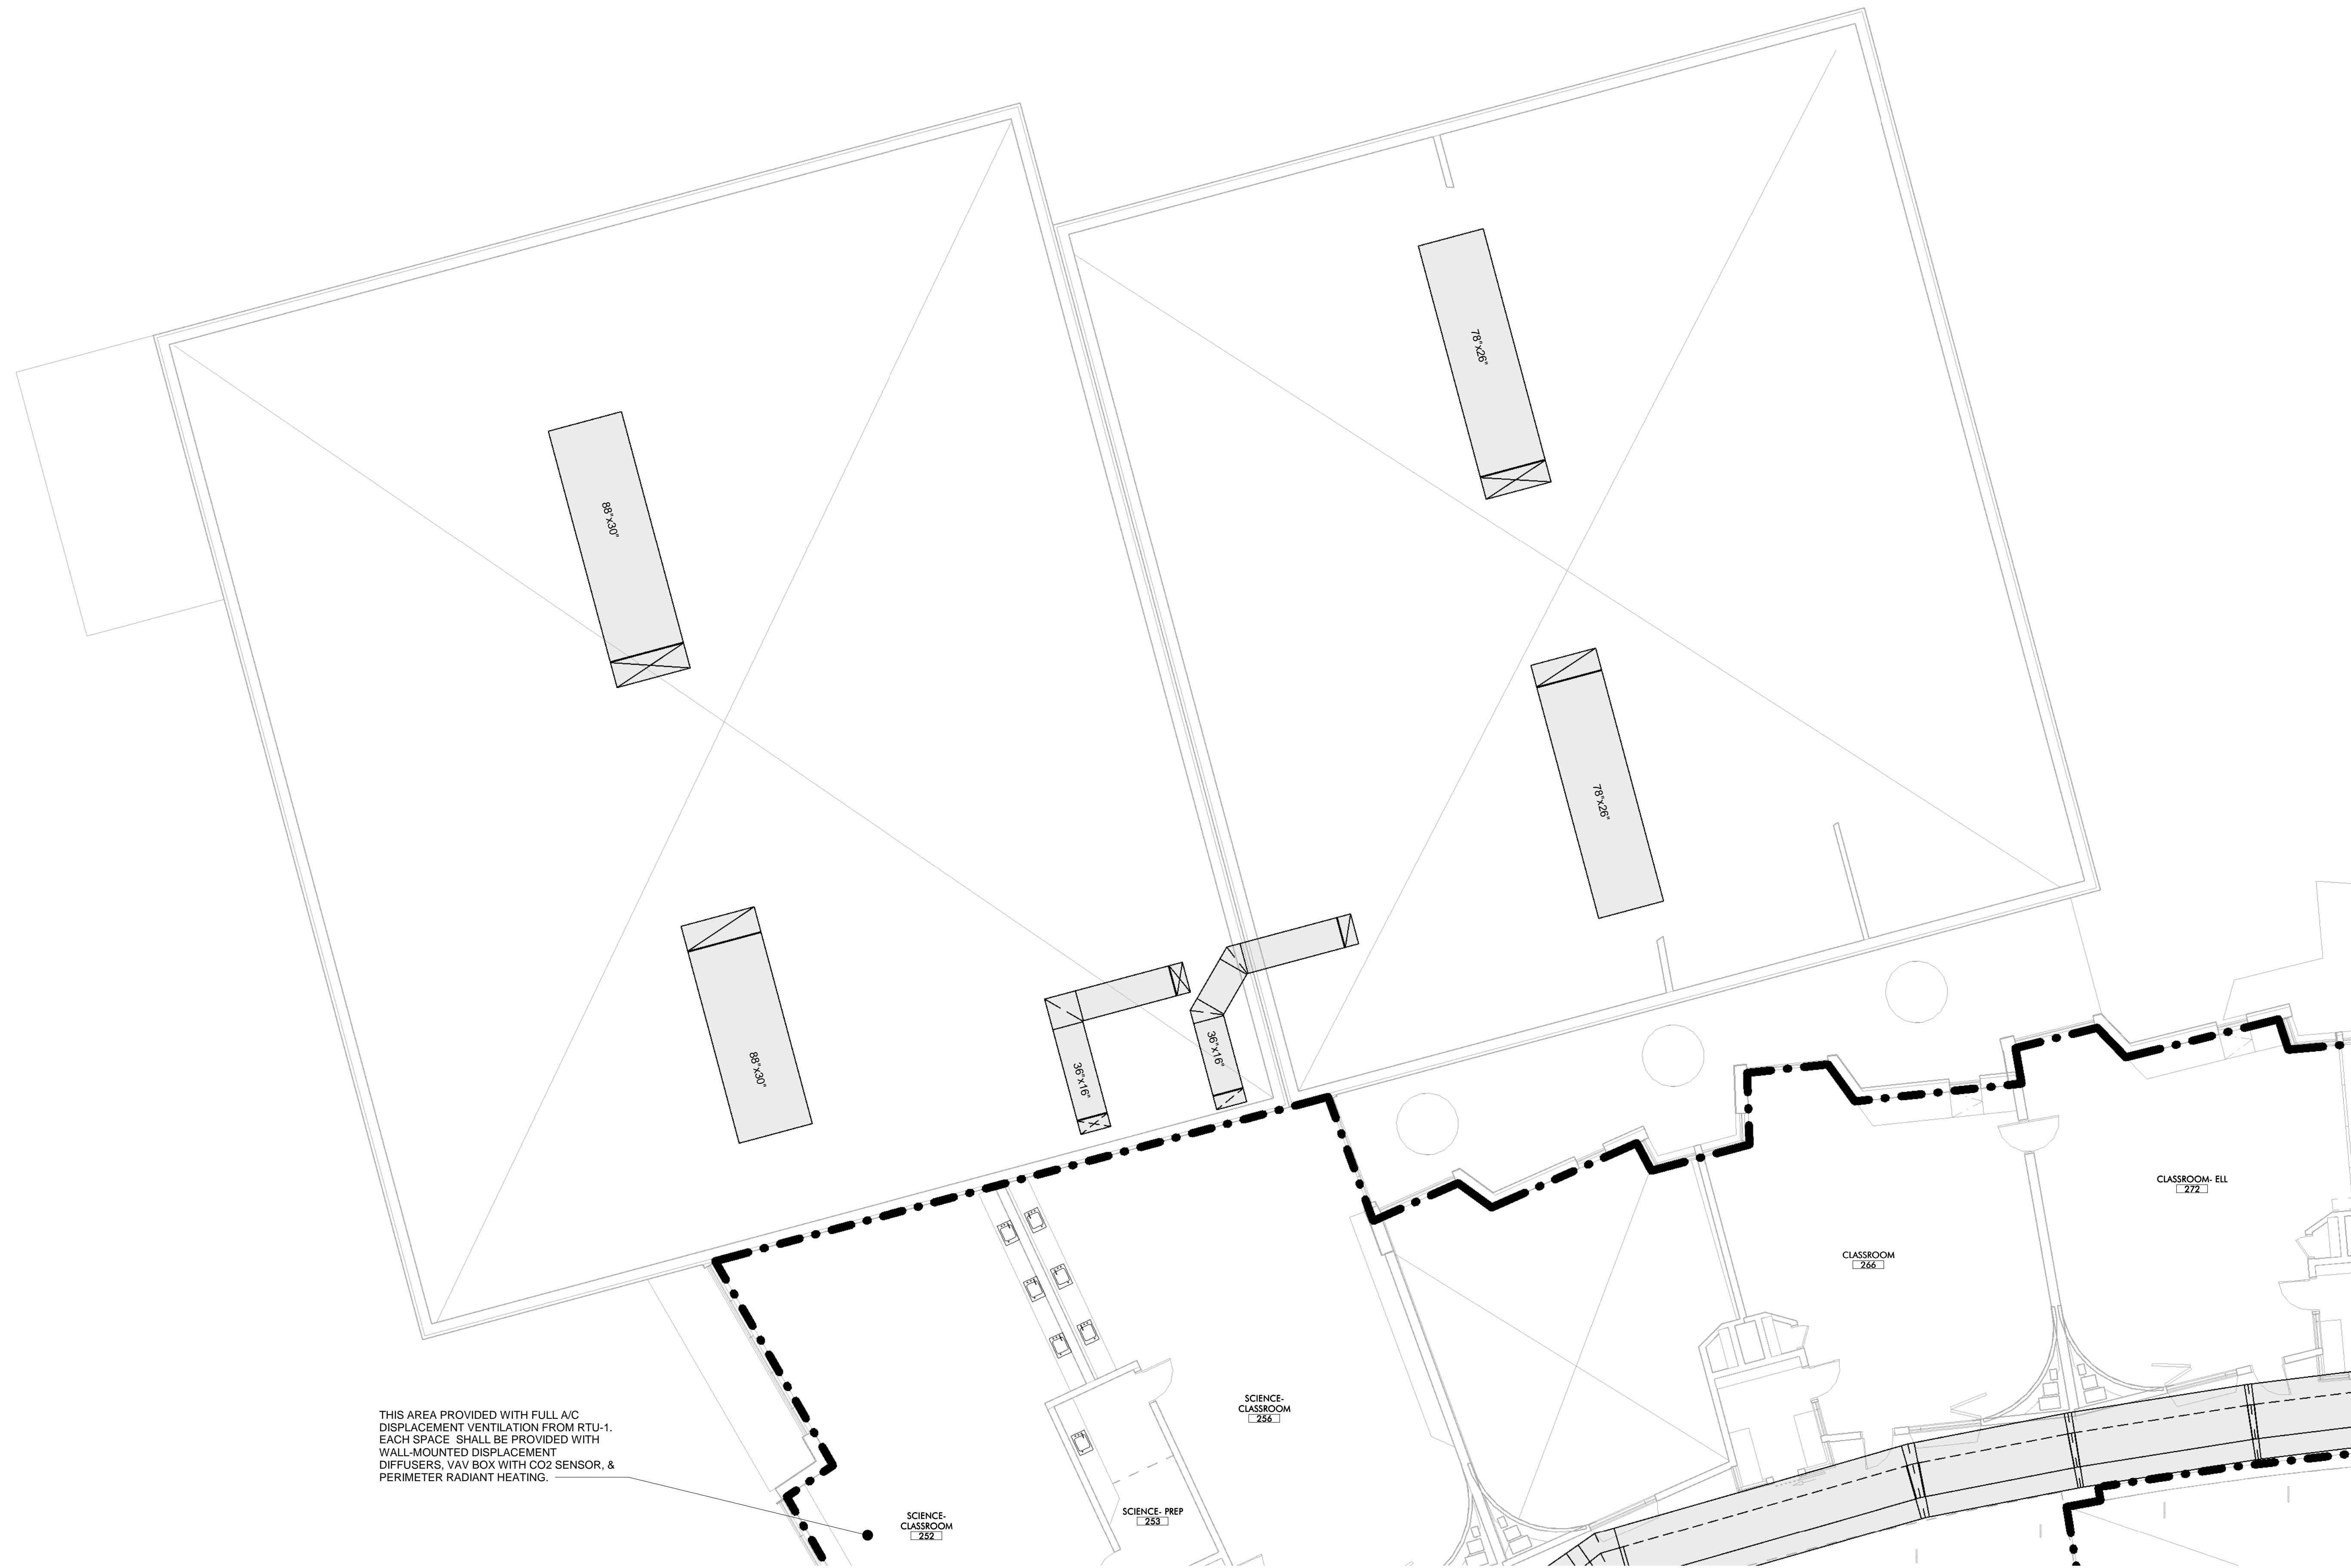 78"x26"
88"x30"
78"x26"
36"x16"
36"x16"
88"x30"
CLASSROOM- ELL
272
CLASSROOM
266
SCIENCE-
CLASSROOM
256
THIS AREA PROVIDED WITH FULL A/C
DISPLACEMENT VENTILATION FROM RTU-1.
EACH SPACE SHALL BE PROVIDED WITH
WALL-MOUNTED DISPLACEMENT
DIFFUSERS, VAV BOX WITH CO2 SENSOR, &
PERIMETER RADIANT HEATING.
SCIENCE- PREP
253
SCIENCE-
CLASSROOM
252